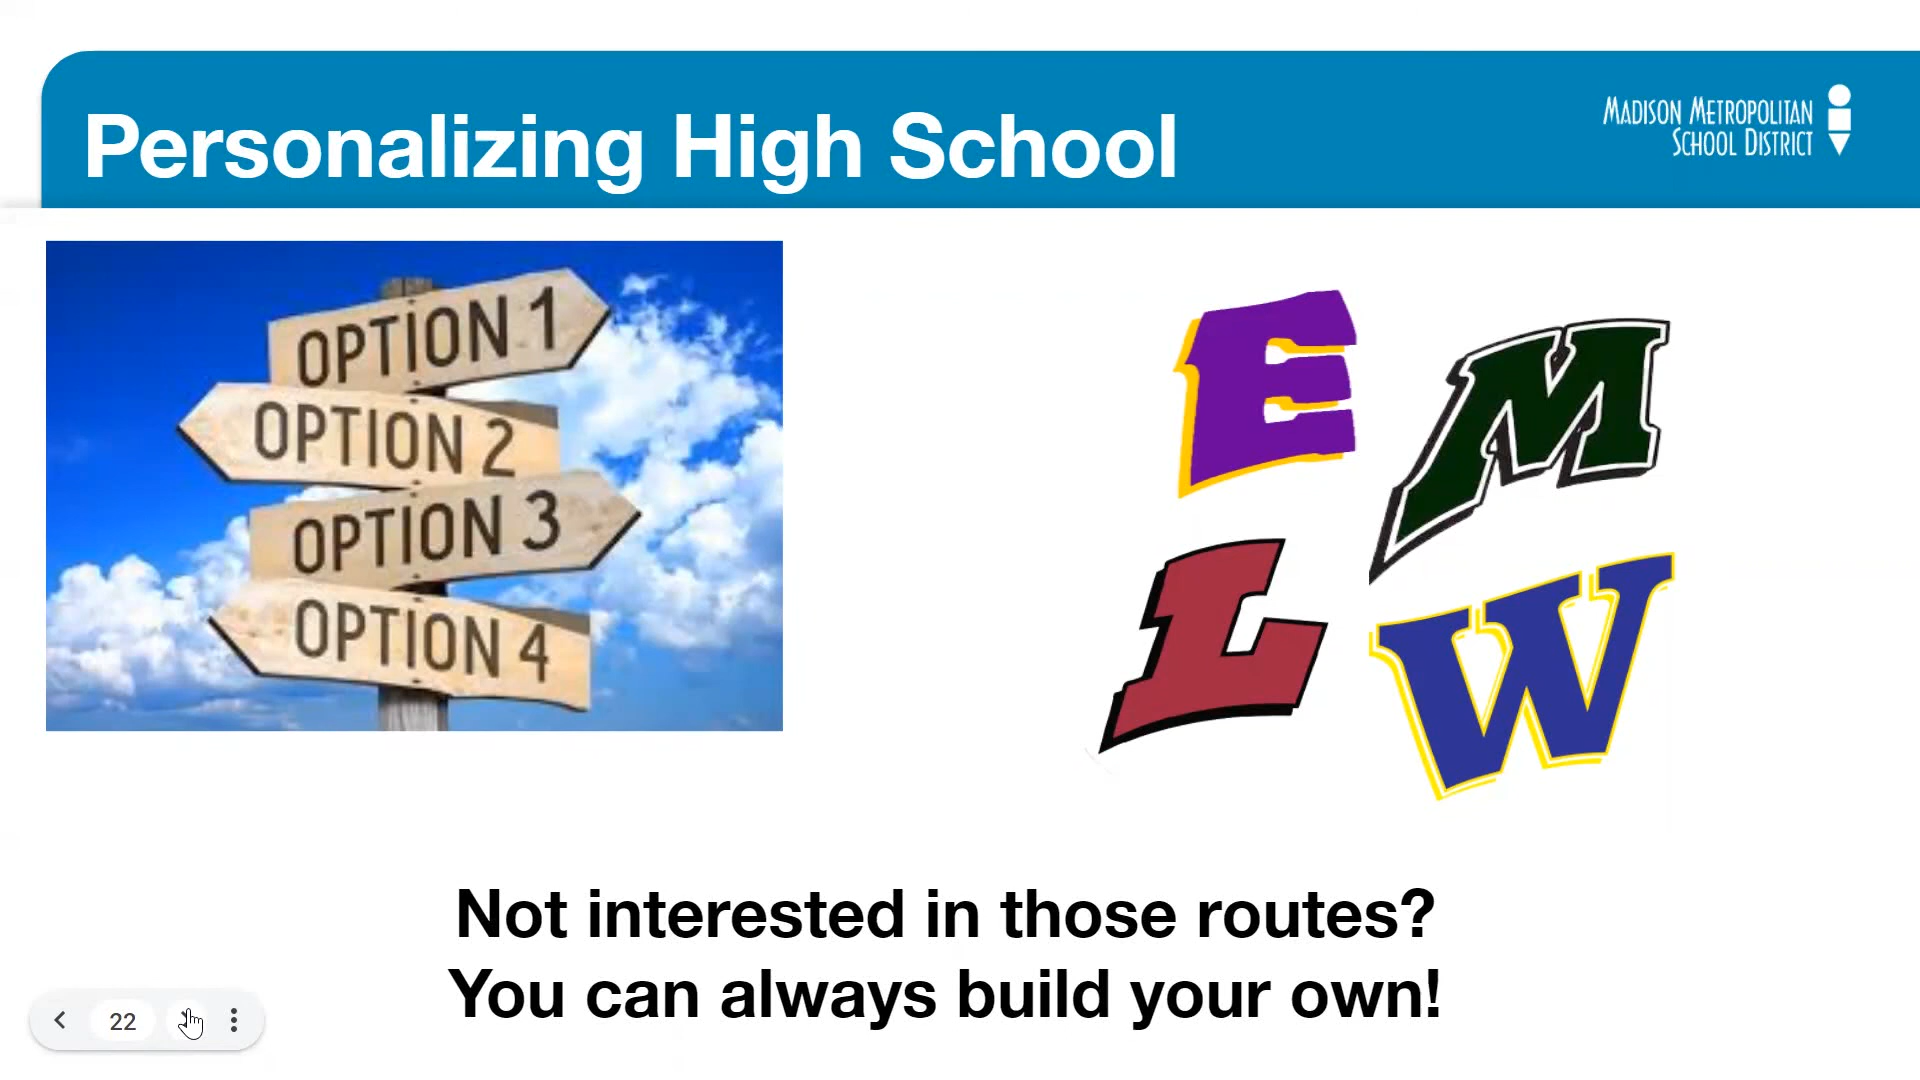 Personalizing High School
MADISON METROPOLITAN
SCHOOL DISTRICT
OPTION 1
OPTION 2
OPTION 3
OPTION 4
E
M
L
W
Not interested in those routes?
You can always build your own!
22